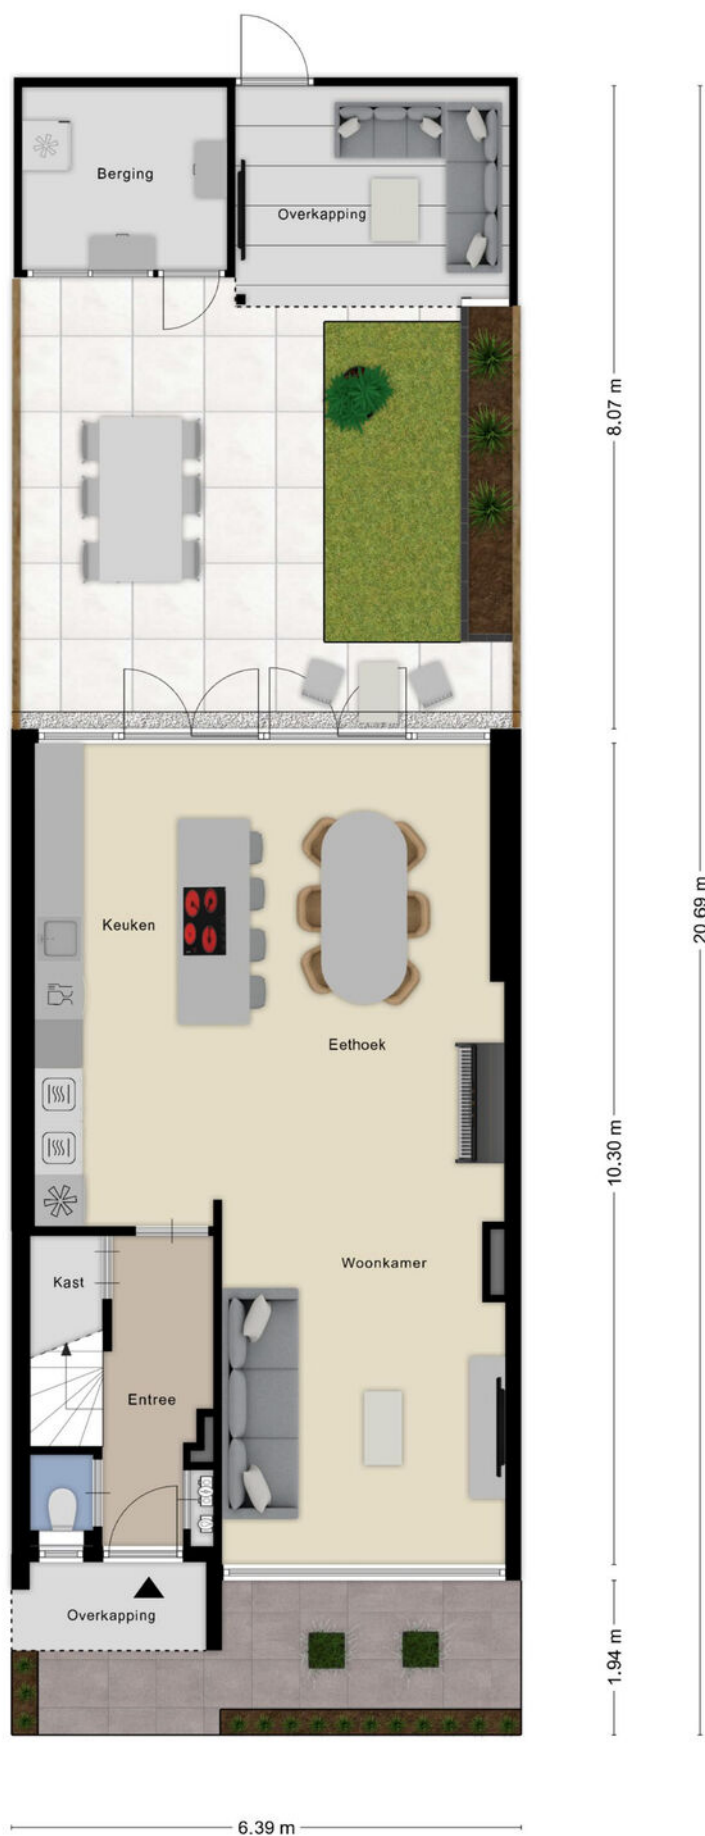 Berging
Overkapping
8.07 m
Keuken
20.69 m
Eethoek
10.30 m
Woonkamer
Kast
Entree
Overkapping
1.94 m
6.39 m